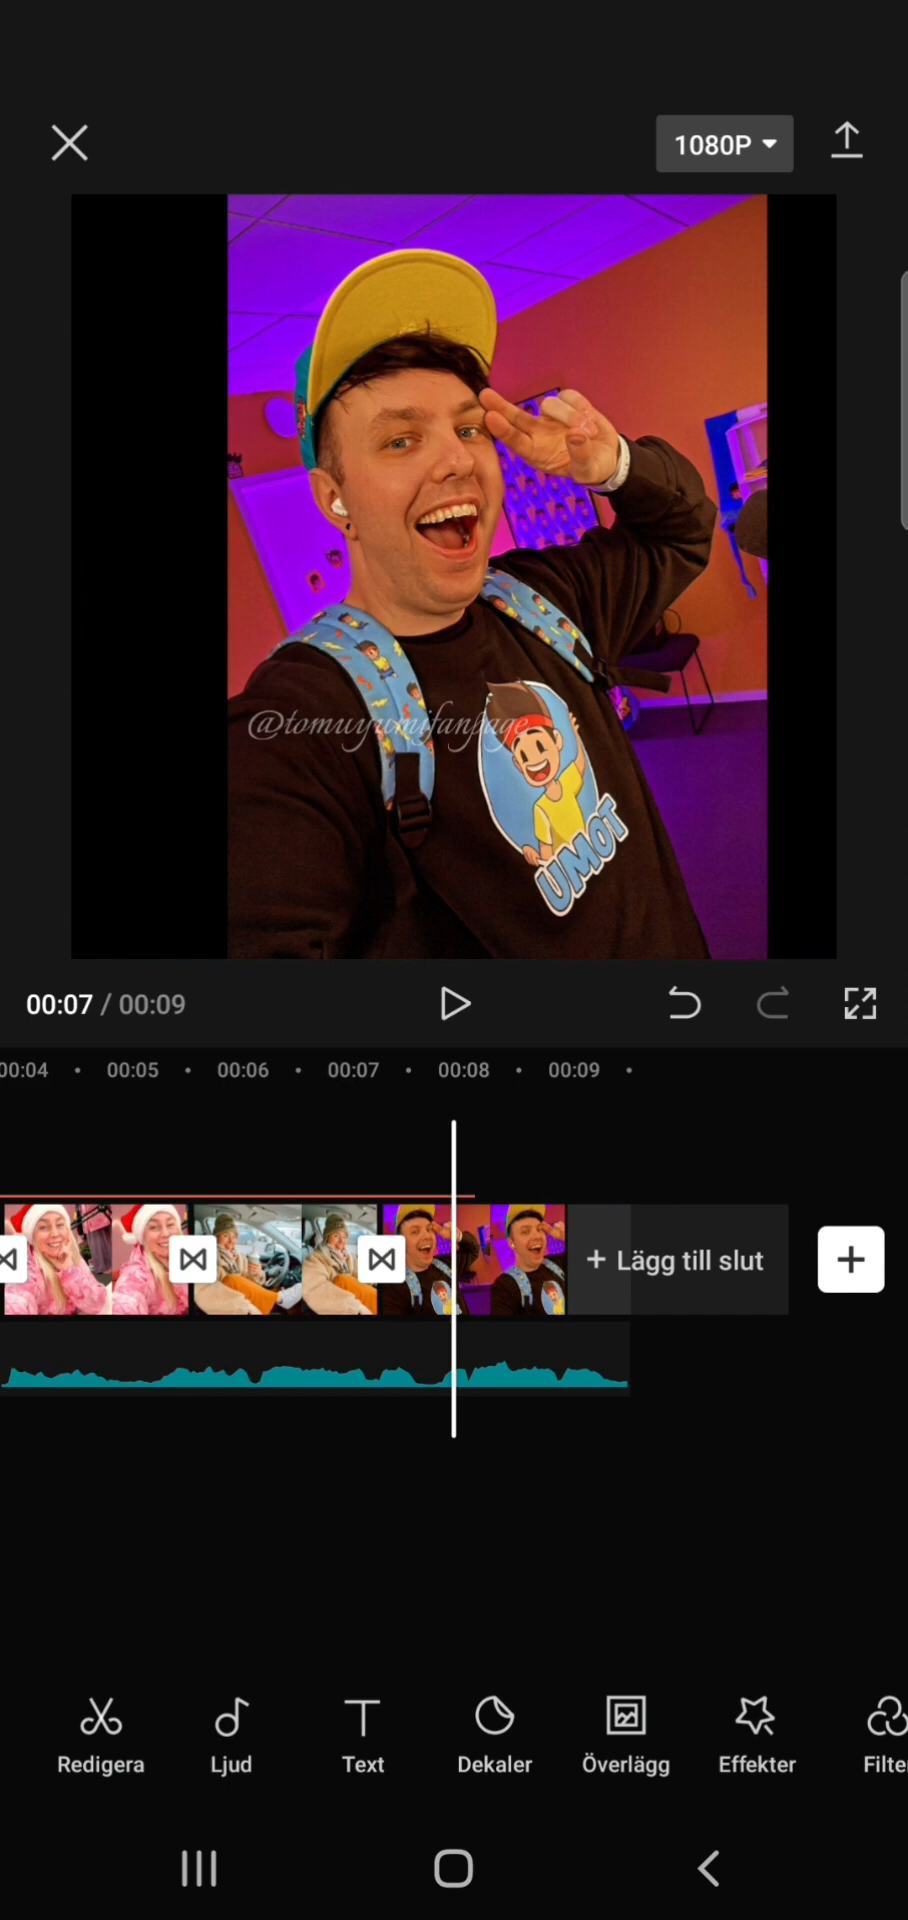 1080P
@tomuyumifanpage
UMOT
00:07 / 00:09
00:04 • 00:05 • 00:06 • 00:07 • 00:08 • 00:09 •
+ Lägg till slut
+
Redigera Ljud Text Dekaler Överlägg Effekter Filter